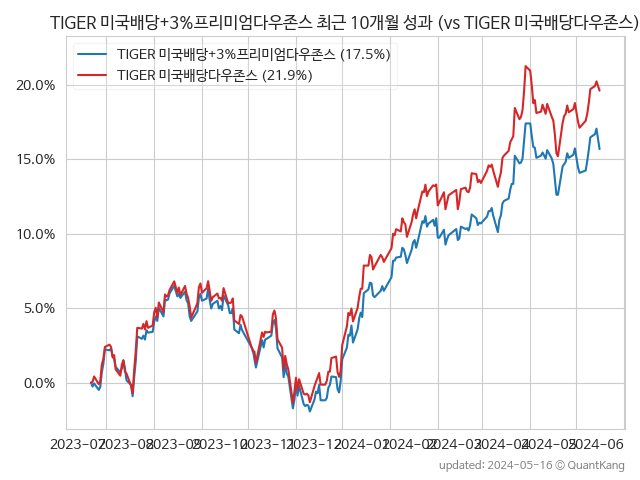 TIGER 미국배당+3%프리미엄다우존스 최근 10개월 성과 (vs TIGER 미국배당다우존스)
TIGER 미국배당+3%프리미엄다우존스 (17.5%)
TIGER 미국배당다우존스 (21.9%)
20.0%
15.0%
10.0%
5.0%
0.0%
2023-07 2023-08 2023-09 2023-10 2023-11 2023-12 2024-01 2024-02 2024-03 2024-04 2024-05 2024-06
updated: 2024-05-16 ⓒ QuantKang